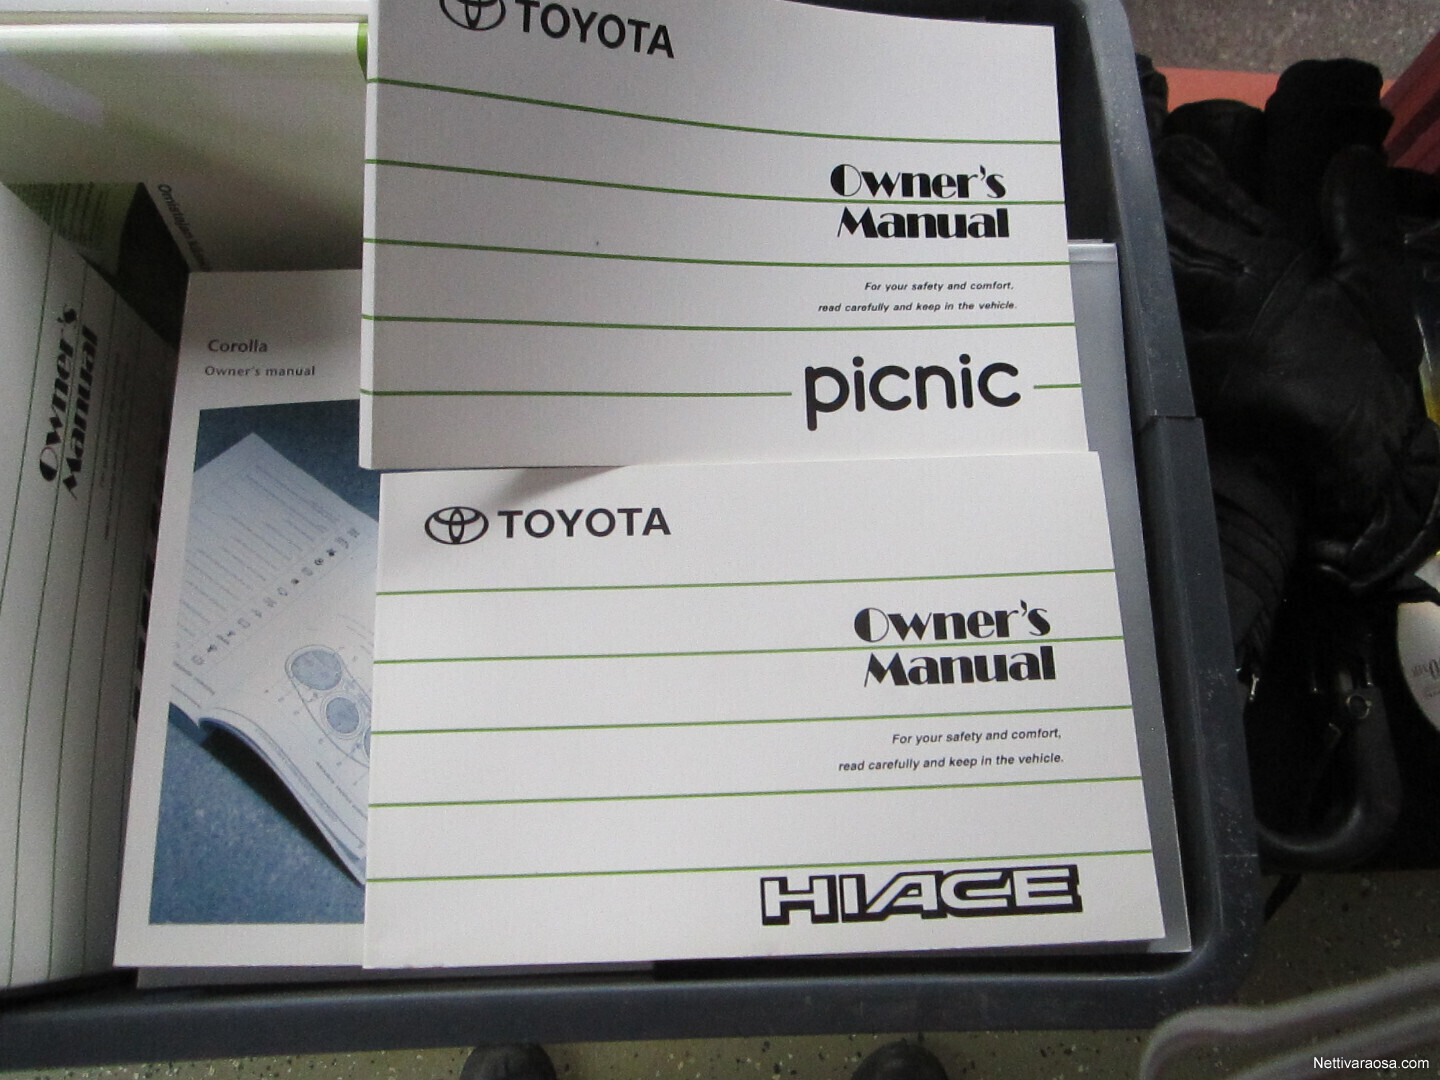 TOYOTA
Owner's
Manual
For your safety and comfort,
read carefully and keep in the vehicle.
picnic
TOYOTA
Owner's
Manual
For your safety and comfort,
read carefully and keep in the vehicle.
HIACE
Corolla
Owner's manual
Owner's
Manual
Nettivaraosa.com